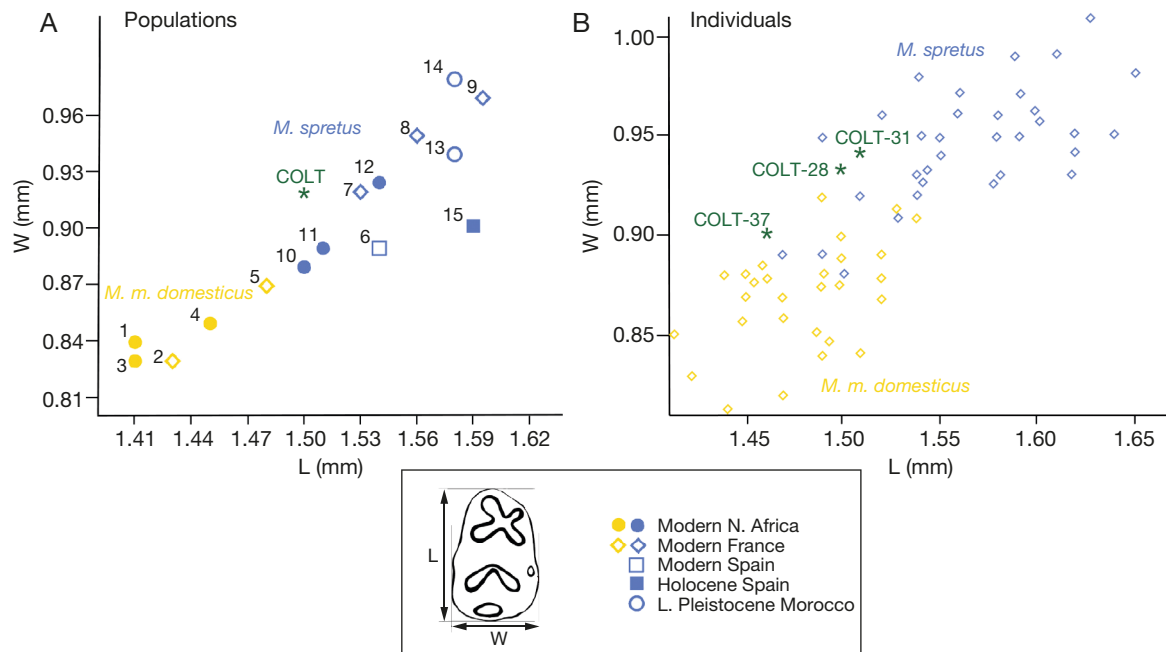 A Populations
W (mm)
0.96
0.93
0.90
0.87
0.84
0.81
14
9
M. spretus
8
13
12
COLT
*
7
15
6
11
10
5
M. m. domesticus
4
1
3
2
1.41 1.44 1.47 1.50 1.53 1.56 1.59 1.62
L (mm)
B Individuals
W (mm)
1.00
0.95
0.90
0.85
M. spretus
COLT-31
*
COLT-28 *
COLT-37
*
M. m. domesticus
1.45 1.50 1.55 1.60 1.65
L (mm)
L
W
Modern N. Africa
Modern France
Modern Spain
Holocene Spain
L. Pleistocene Morocco